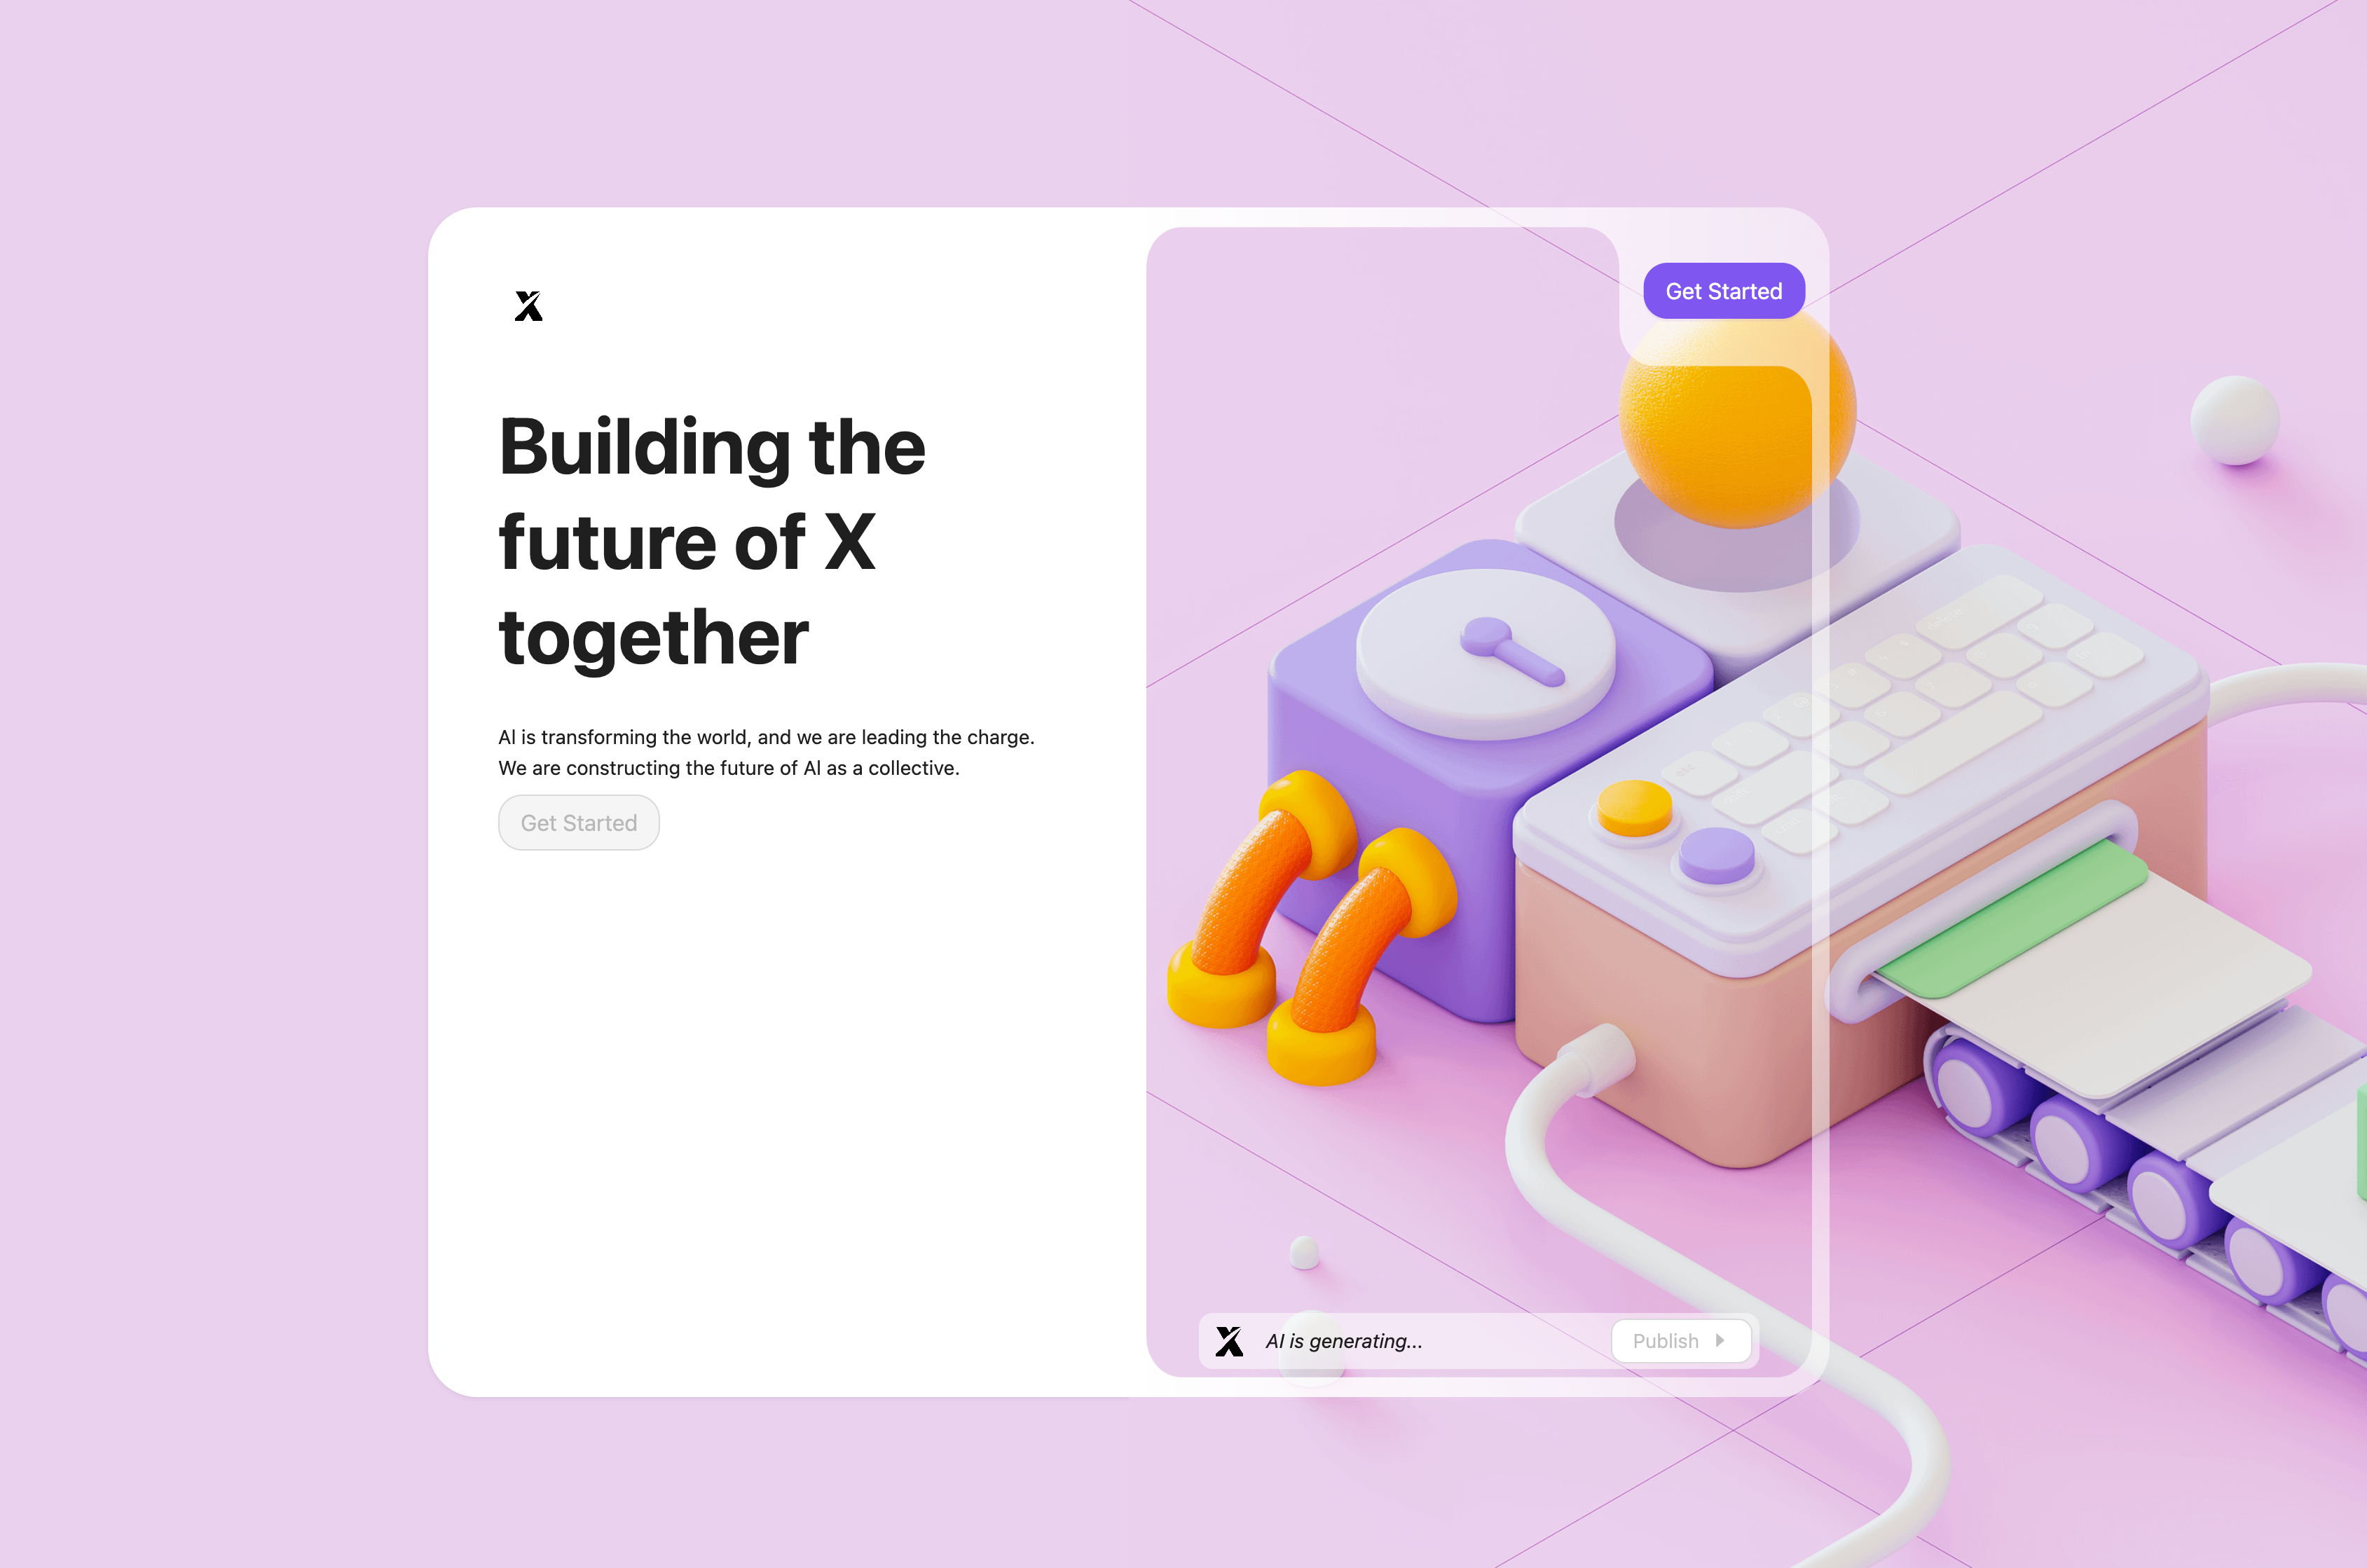 Get Started
Building the
future of X
together
AI is transforming the world, and we are leading the charge.
We are constructing the future of AI as a collective.
Get Started
AI is generating...
Publish